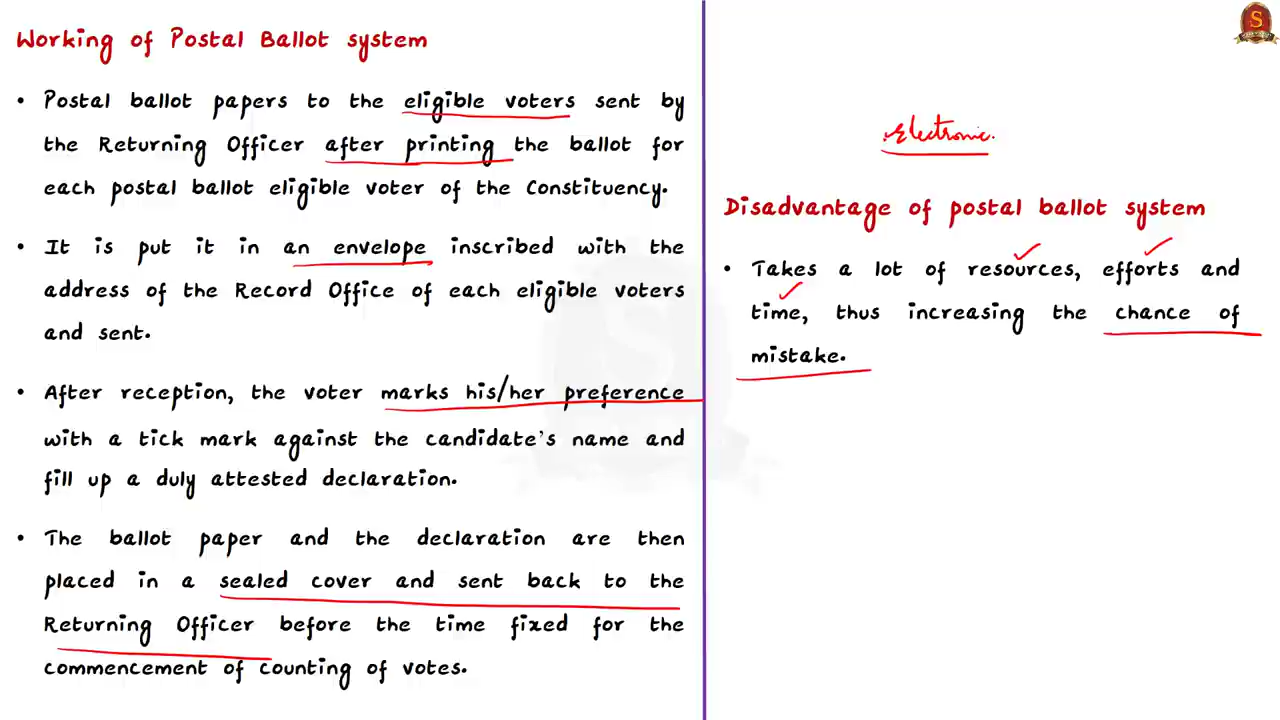 Working of Postal Ballot system
• Postal ballot papers to the eligible voters sent by
the Returning Officer after printing the ballot for
each postal ballot eligible voter of the Constituency.
• It is put it in an envelope inscribed with the
address of the Record Office of each eligible voters
and sent.
• After reception, the voter marks his/her preference
with a tick mark against the candidate's name and
fill up a duly attested declaration.
• The ballot paper and the declaration are then
placed in a sealed cover and sent back to the
Returning Officer before the time fixed for the
commencement of counting of votes.
Electronic.
Disadvantage of postal ballot system
• Takes a lot of resources, efforts and
time, thus increasing the chance of
mistake.
S